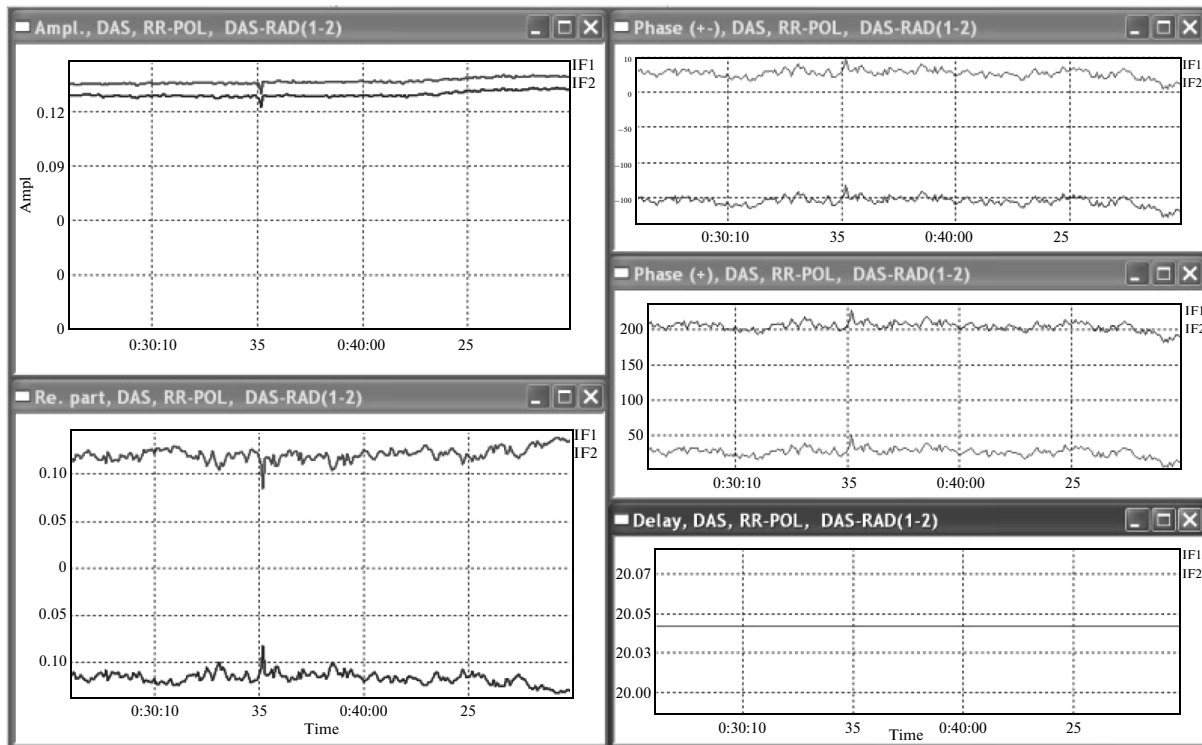 Ampl., DAS, RR-POL, DAS-RAD(1-2)
IF1
IF2
0.12
0.09
0
0
0
Ampl
0:30:10 35 0:40:00 25
Re. part, DAS, RR-POL, DAS-RAD(1-2)
IF1
IF2
0.10
0.05
0
0.05
0.10
0:30:10 35 0:40:00 25
Time
Phase (+-), DAS, RR-POL, DAS-RAD(1-2)
IF1
IF2
10
0
−50
−100
−100
0:30:10 35 0:40:00 25
Phase (+), DAS, RR-POL, DAS-RAD(1-2)
IF1
IF2
200
150
100
50
0:30:10 35 0:40:00 25
Delay, DAS, RR-POL, DAS-RAD(1-2)
IF1
IF2
20.07
20.05
20.03
20.00
0:30:10 35 0:40:00 25
Time